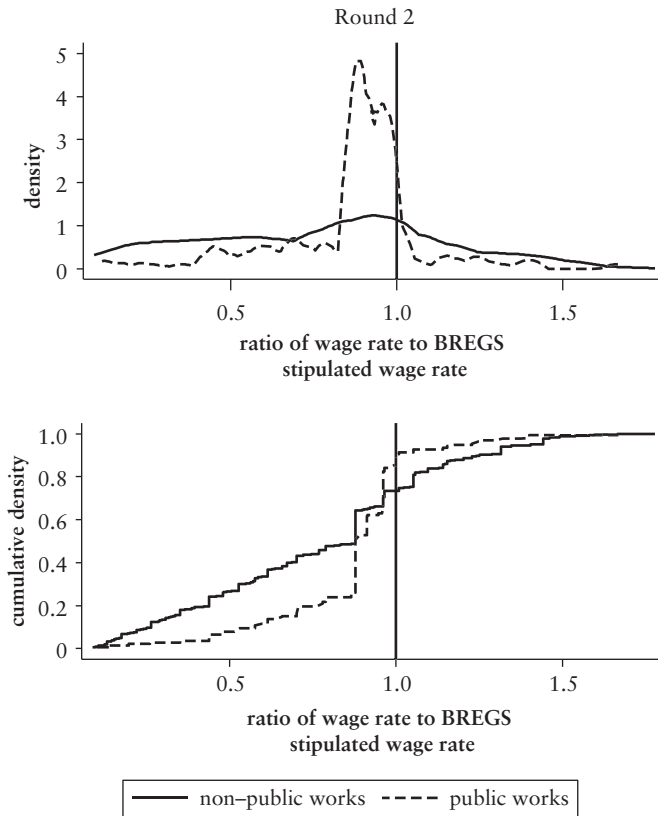 Round 2
5
4
3
2
1
0
density
0.5 1.0 1.5
ratio of wage rate to BREGS
stipulated wage rate
1.0
0.8
0.6
0.4
0.2
0
cumulative density
0.5 1.0 1.5
ratio of wage rate to BREGS
stipulated wage rate
non–public works public works